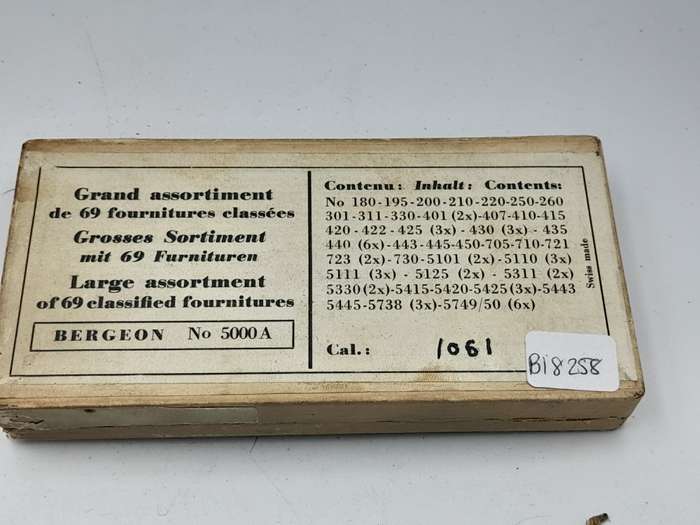 Grand assortiment
de 69 fournitures classées
Grosses Sortiment
mit 69 Furnituren
Large assortment
of 69 classified fournitures
BERGEON No 5000 A
Contenu: Inhalt: Contents:
No 180-195-200-210-220-250-260
301-311-330-401 (2x)-407-410-415
420-422-425 (3x) -430 (3x) - 435
440 (6x)-443-445-450-705-710-721
723 (2x) -730-5101 (2x) -5110 (3x)
5111 (3x) - 5125 (2x) - 5311 (2x)
5330 (2x)-5415-5420-5425 (3x)-5443
5445-5738 (3x)-5749/50 (6x)
Cal.: 1061
Swiss made
B18258